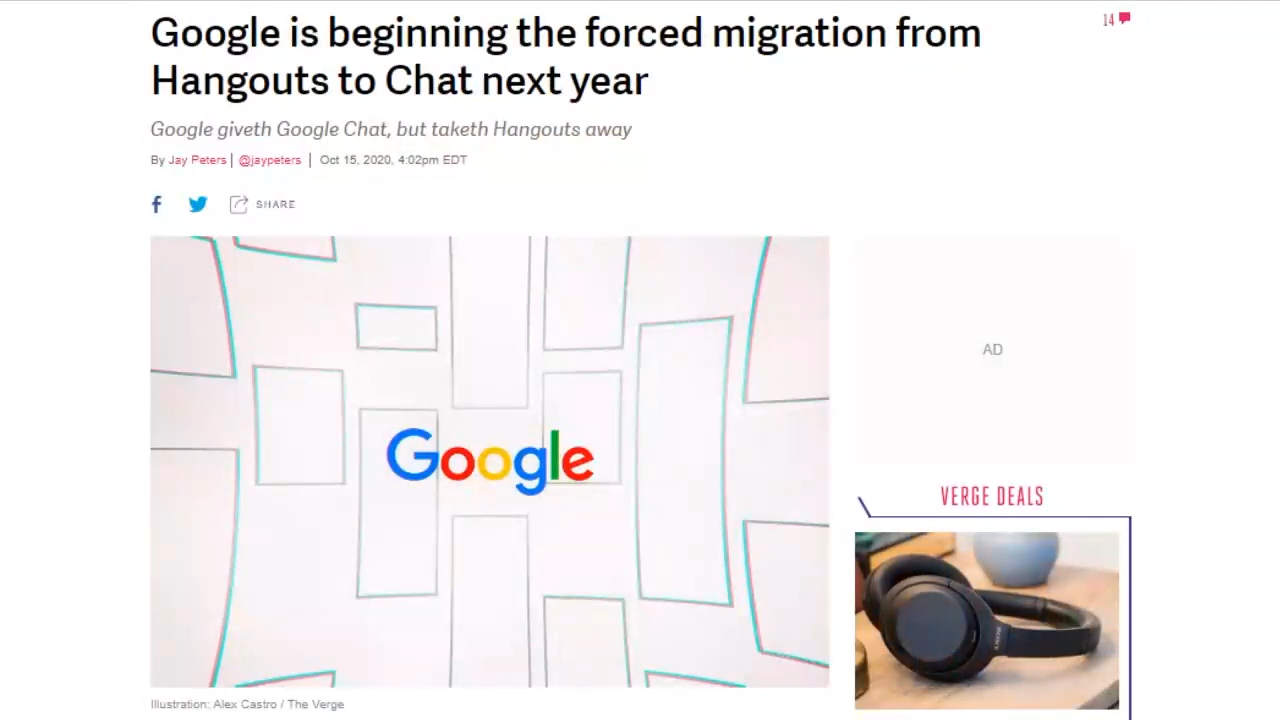 Google is beginning the forced migration from
Hangouts to Chat next year
14
Google giveth Google Chat, but taketh Hangouts away
By Jay Peters | @jaypeters | Oct 15, 2020, 4:02pm EDT
SHARE
AD
Google
VERGE DEALS
SONY
Illustration: Alex Castro / The Verge